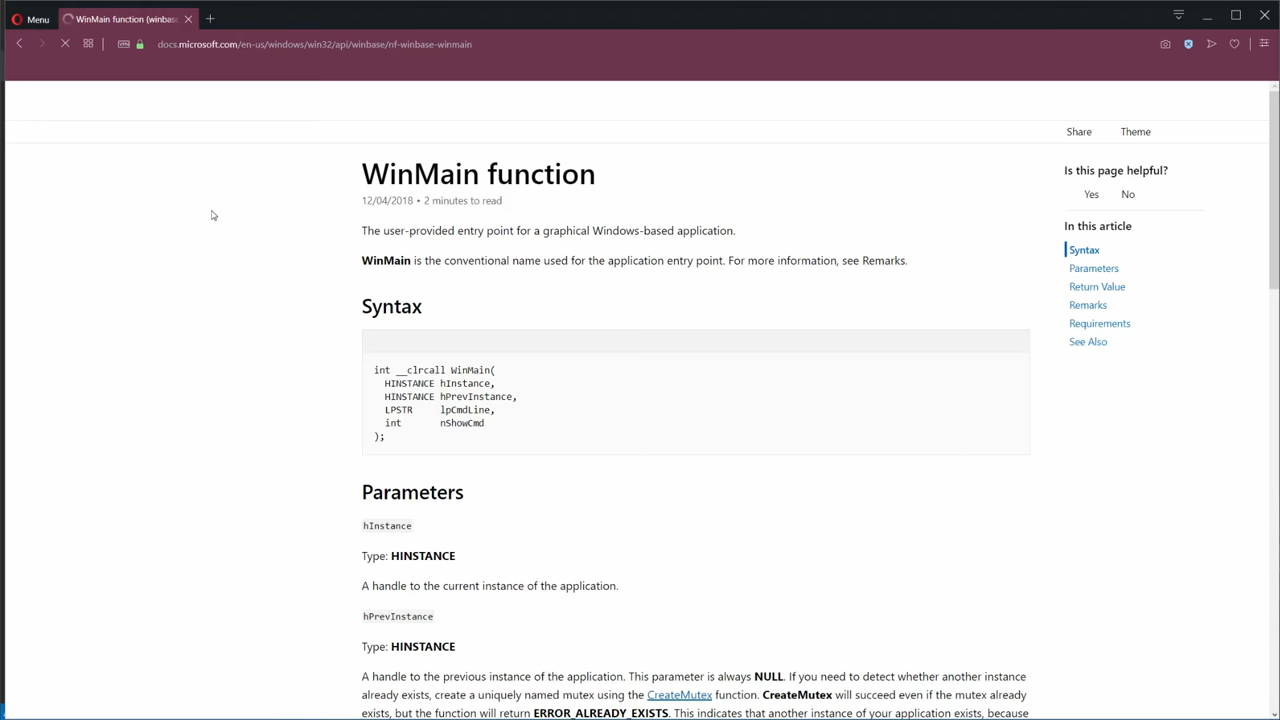 Menu
WinMain function (winbase
docs.microsoft.com/en-us/windows/win32/api/winbase/nf-winbase-winmain
Share
Theme
WinMain function
12/04/2018 • 2 minutes to read
The user-provided entry point for a graphical Windows-based application.
WinMain is the conventional name used for the application entry point. For more information, see Remarks.
Syntax
int __clrcall WinMain(
HINSTANCE hInstance,
HINSTANCE hPrevInstance,
LPSTR lpCmdLine,
int nShowCmd
);
Parameters
hInstance
Type: HINSTANCE
A handle to the current instance of the application.
hPrevInstance
Type: HINSTANCE
A handle to the previous instance of the application. This parameter is always NULL. If you need to detect whether another instance
already exists, create a uniquely named mutex using the CreateMutex function. CreateMutex will succeed even if the mutex already
exists, but the function will return ERROR_ALREADY_EXISTS. This indicates that another instance of your application exists, because
Is this page helpful?
Yes
No
In this article
Syntax
Parameters
Return Value
Remarks
Requirements
See Also